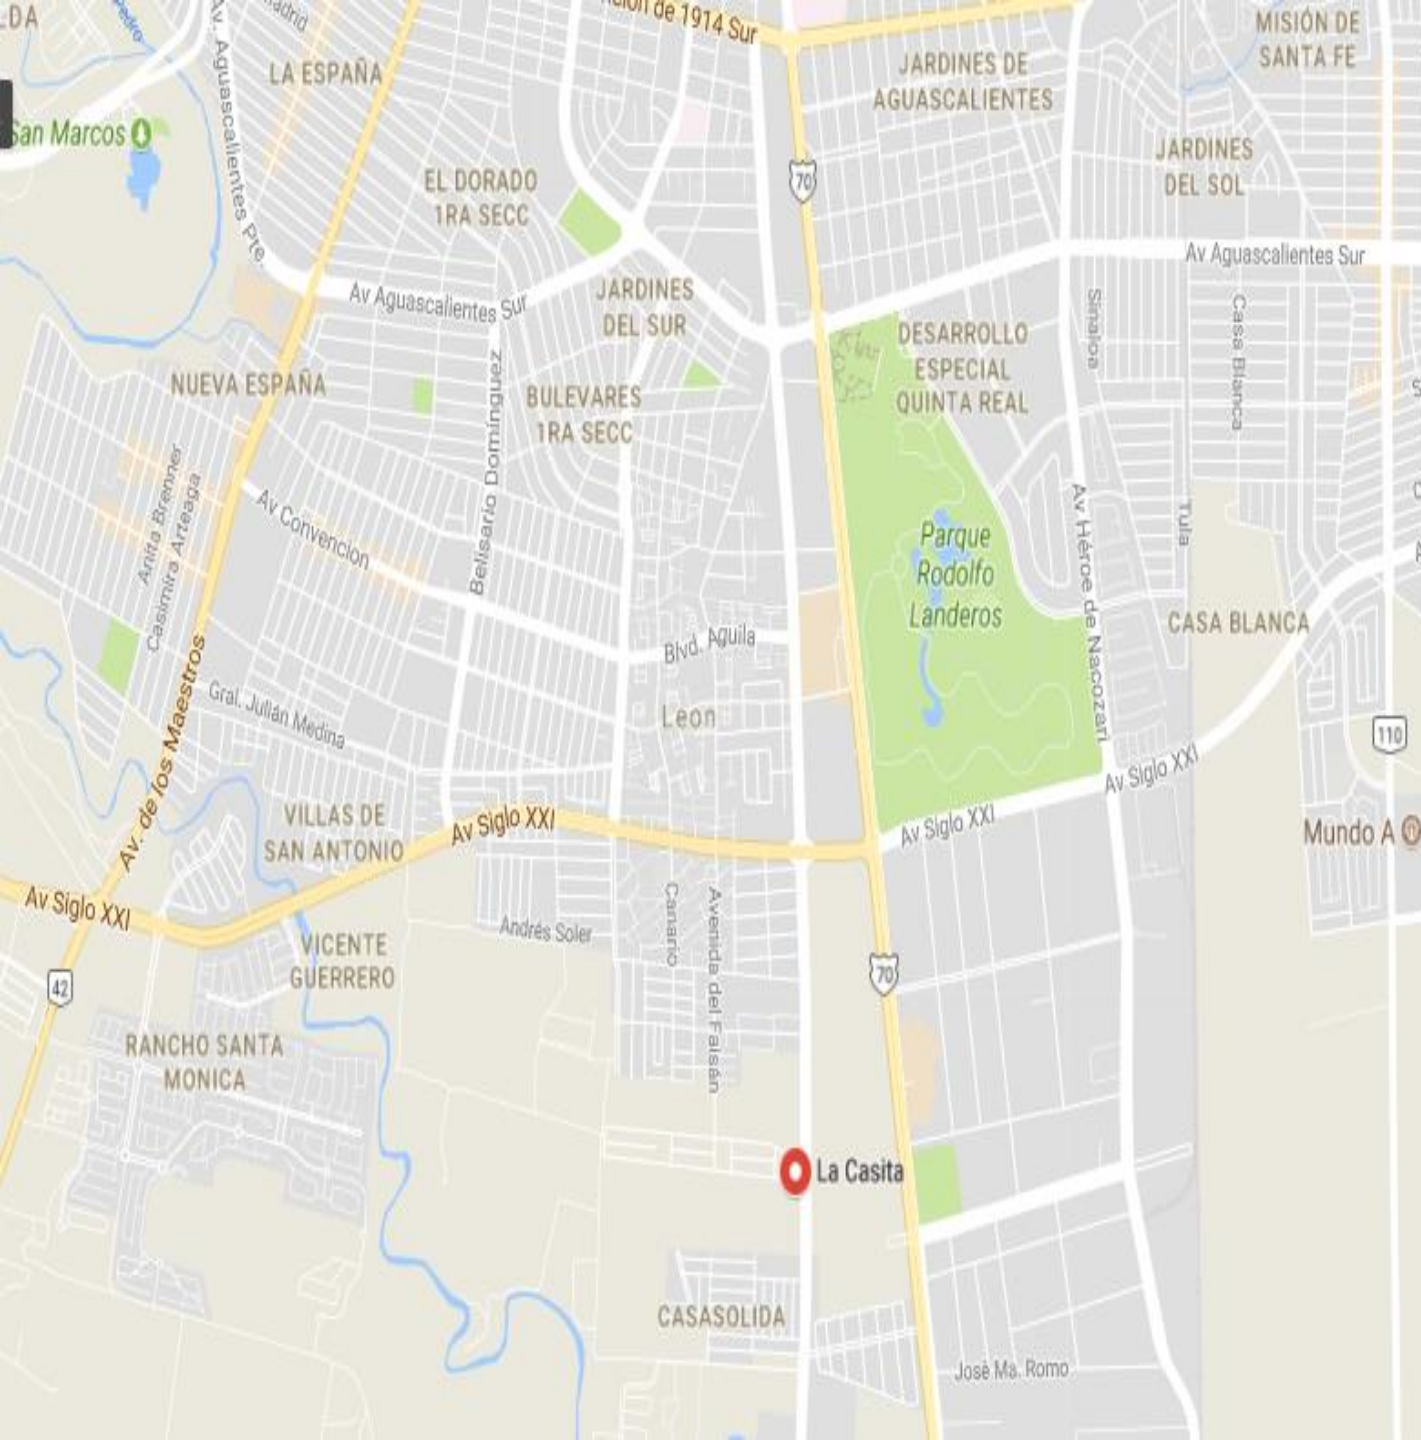 LDA
Pedro
Madrid
ción de 1914 Sur
MISIÓN DE
SANTA FE
LA ESPAÑA
JARDINES DE
AGUASCALIENTES
San Marcos
Av. Aguascalientes Pte.
JARDINES
DEL SOL
70
EL DORADO
1RA SECC
Av Aguascalientes Sur
Av Aguascalientes Sur
JARDINES
DEL SUR
DESARROLLO
ESPECIAL
QUINTA REAL
Sinaloa
Casa Blanca
NUEVA ESPAÑA
BULEVARES
1RA SECC
Belisario Domínguez
Anita Brenner
Casimira Arteaga
Av Convencion
Parque
Rodolfo
Landeros
Av Héroe de Nacozari
Tula
CASA BLANCA
Blvd. Aguila
Leon
Gral. Julián Medina
Av. de los Maestros
110
Av Siglo XXI
VILLAS DE
SAN ANTONIO
Av Siglo XXI
Av Siglo XXI
Mundo A
Av Siglo XXI
Canario
Avenida del Faisán
Andrés Soler
VICENTE
GUERRERO
42
70
RANCHO SANTA
MONICA
La Casita
CASASOLIDA
José Ma. Romo